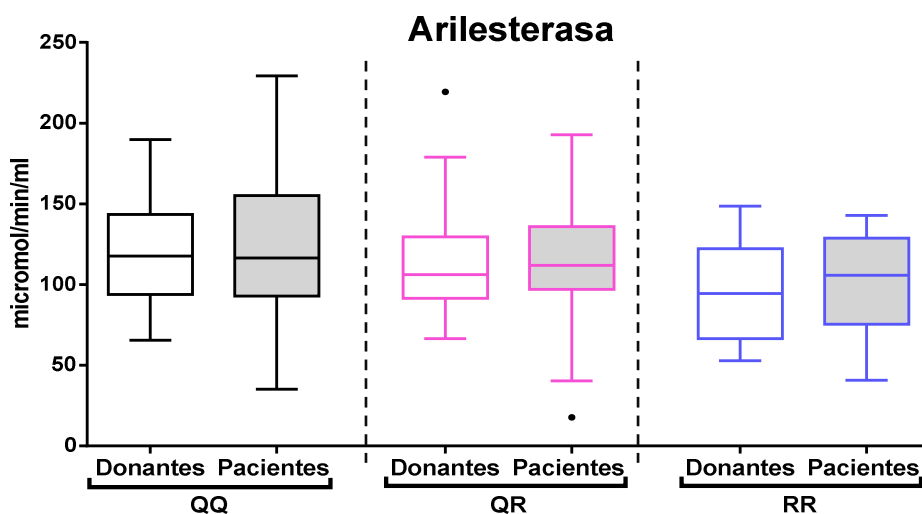 Arilesterasa
micromol/min/ml
250
200
150
100
50
0
Donantes Pacientes Donantes Pacientes Donantes Pacientes
QQ QR RR